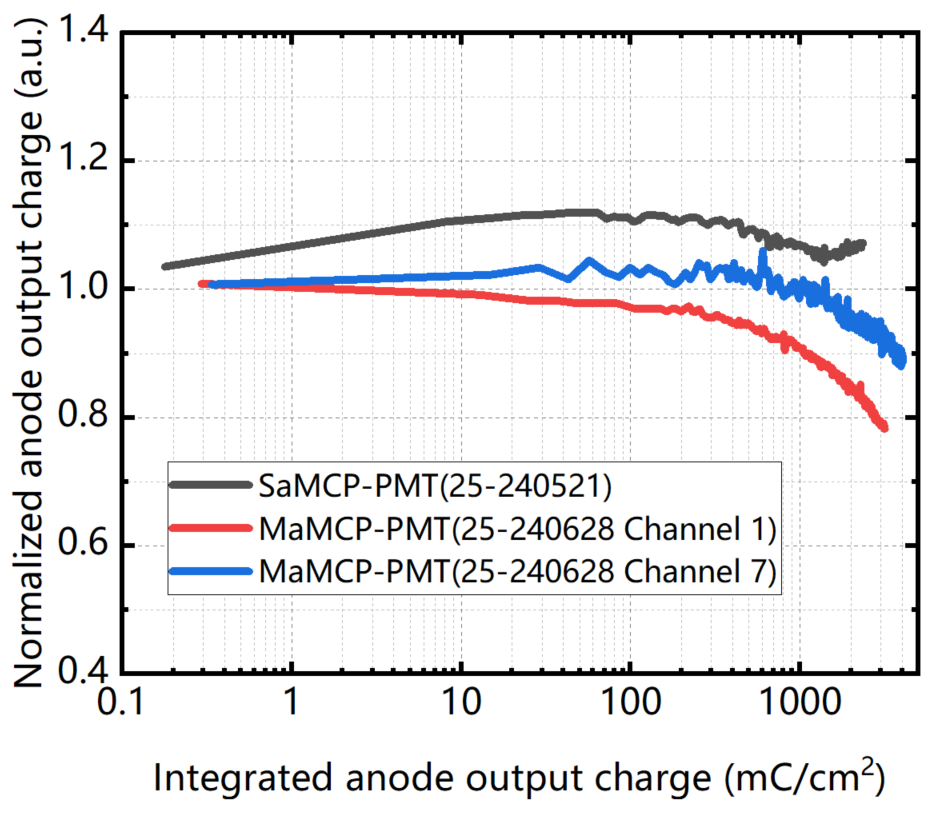 Normalized anode output charge (a.u.)
1.4
1.2
1.0
0.8
0.6
0.4
SaMCP-PMT(25-240521)
MaMCP-PMT(25-240628 Channel 1)
MaMCP-PMT(25-240628 Channel 7)
0.1 1 10 100 1000
Integrated anode output charge (mC/cm²)